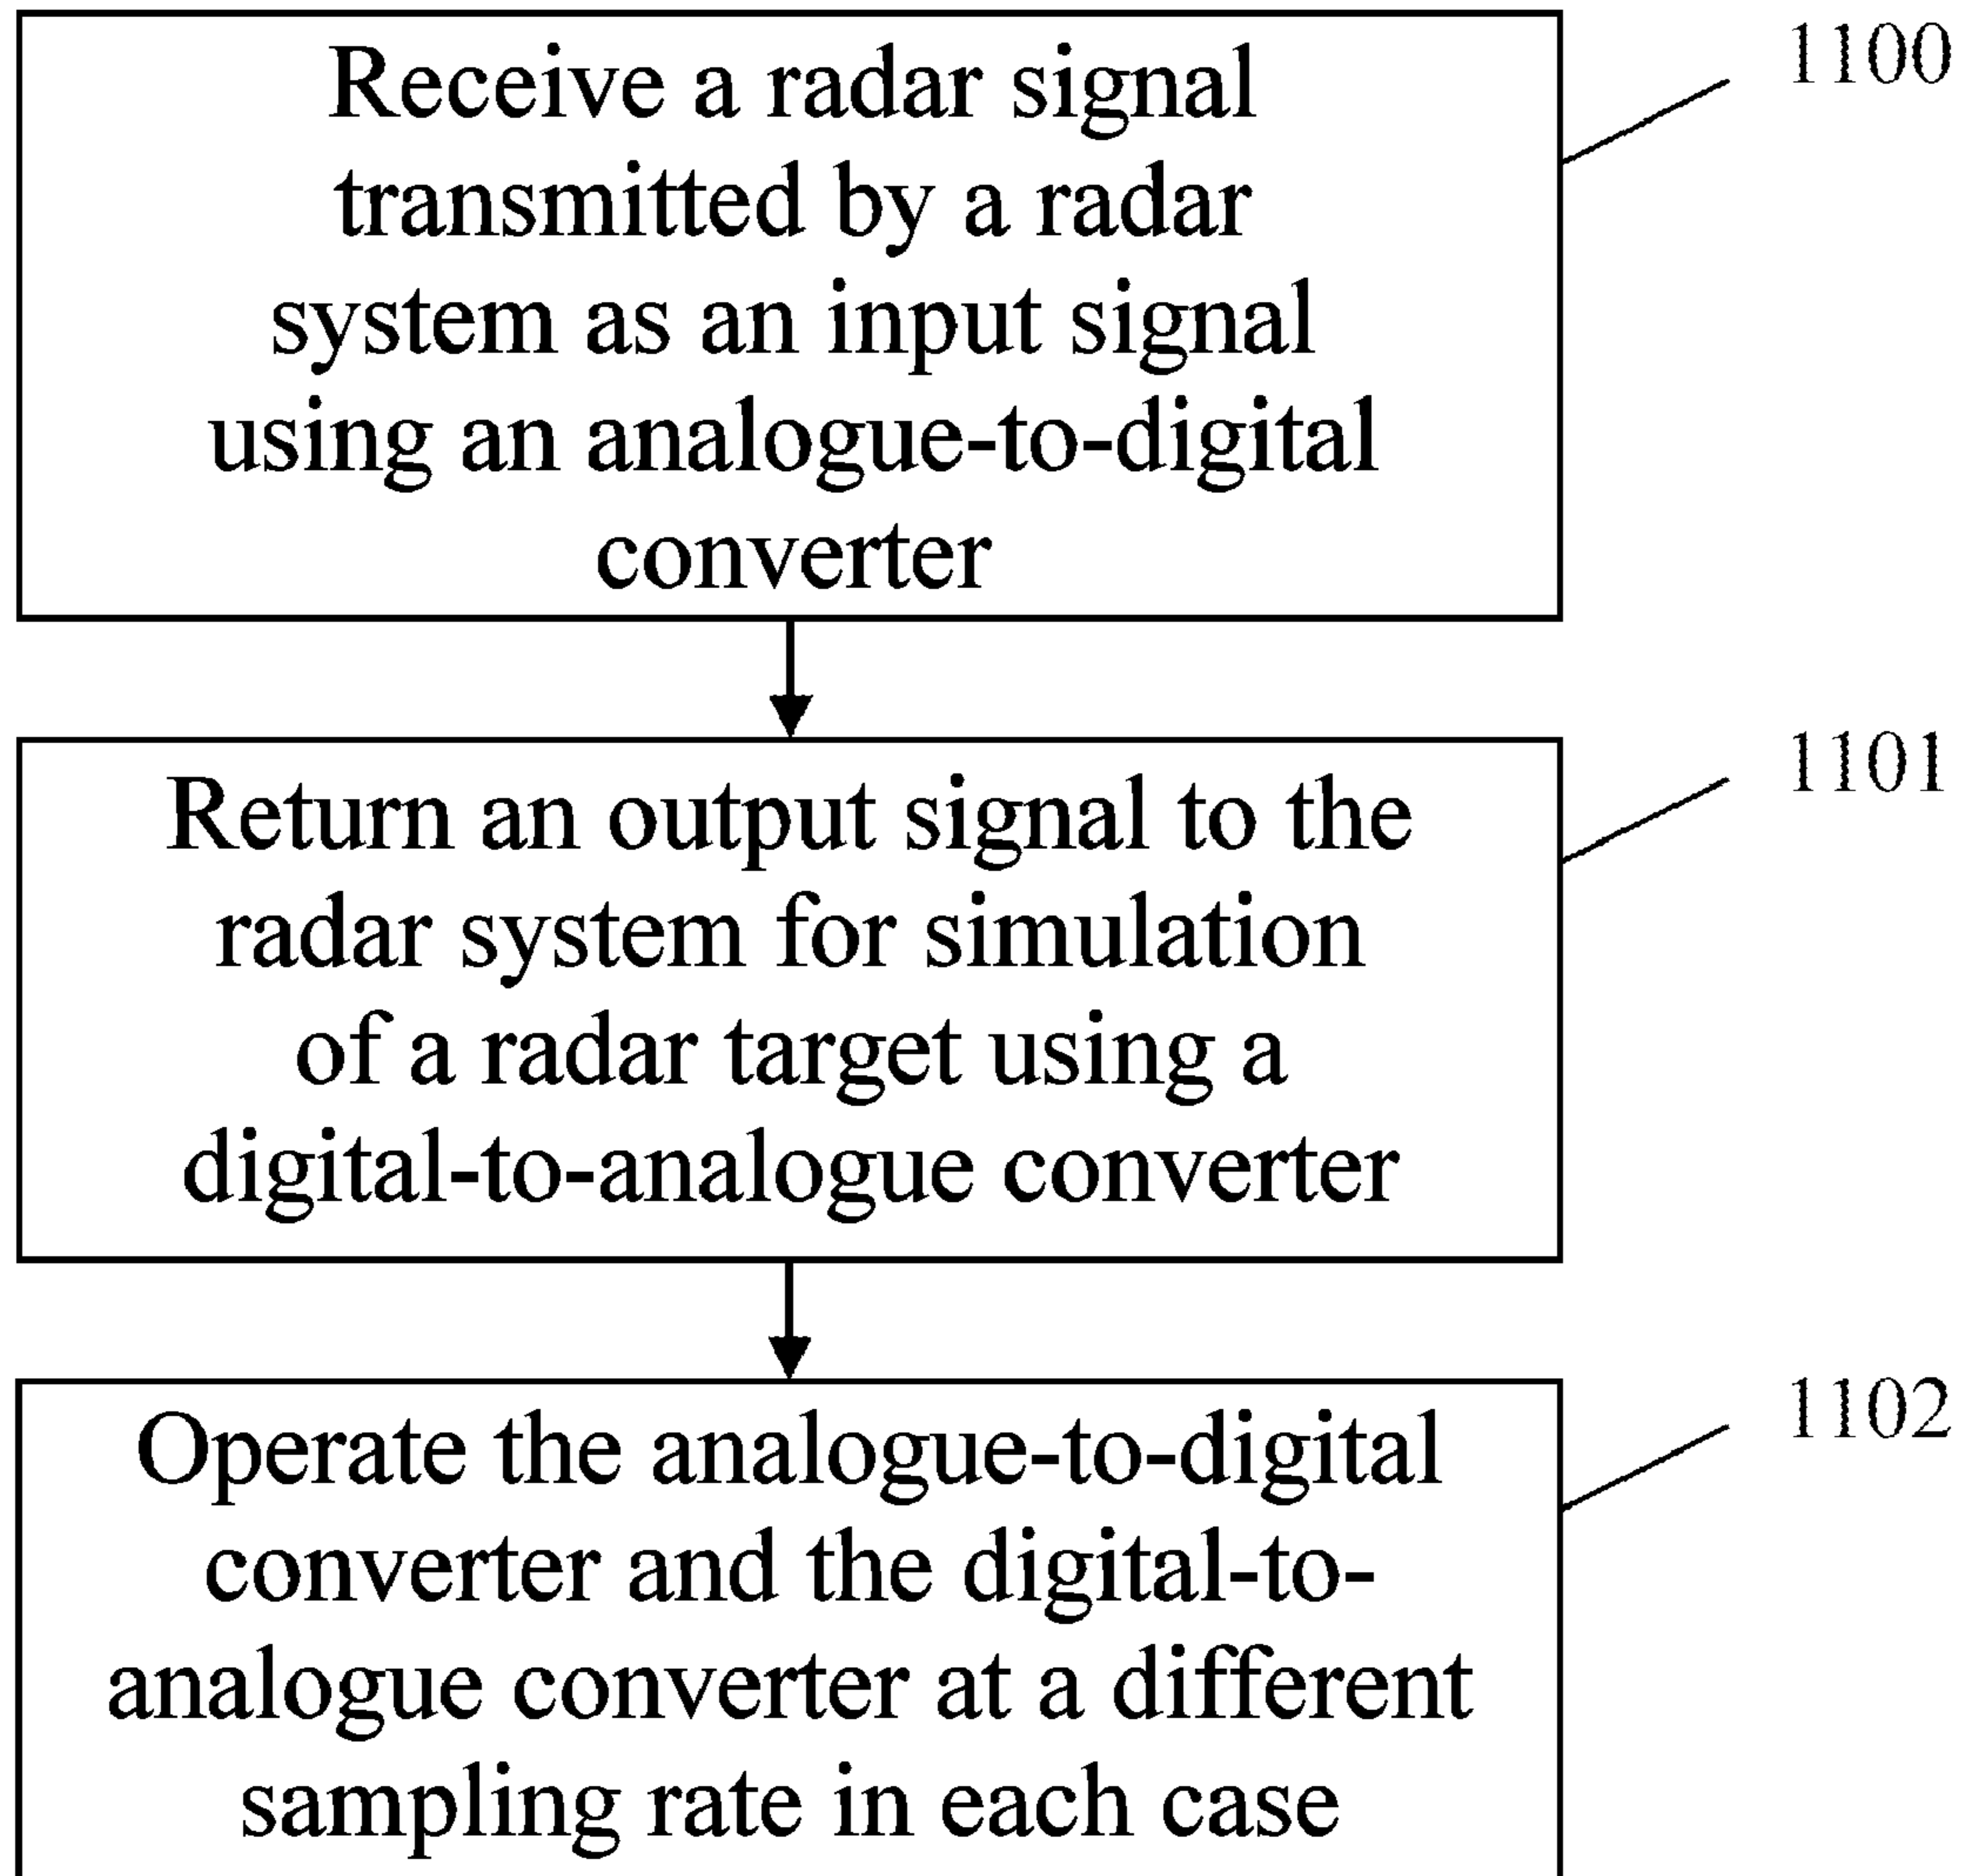 Receive a radar signal
transmitted by a radar
system as an input signal
using an analogue-to-digital
converter
1100
Return an output signal to the
radar system for simulation
of a radar target using a
digital-to-analogue converter
1101
Operate the analogue-to-digital
converter and the digital-to-
analogue converter at a different
sampling rate in each case
1102